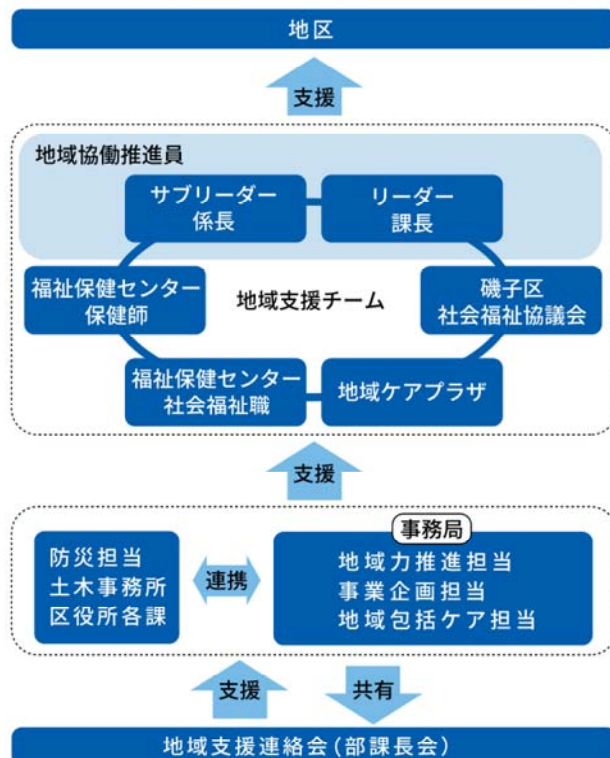 地区
支援
地域協働推進員
サブリーダー
係長
リーダー
課長
福祉保健センター
保健師
地域支援チーム
磯子区
社会福祉協議会
福祉保健センター
社会福祉職
地域ケアプラザ
支援
事務局
防災担当
土木事務所
区役所各課
連携
地域力推進担当
事業企画担当
地域包括ケア担当
支援
共有
地域支援連絡会(部課長会)